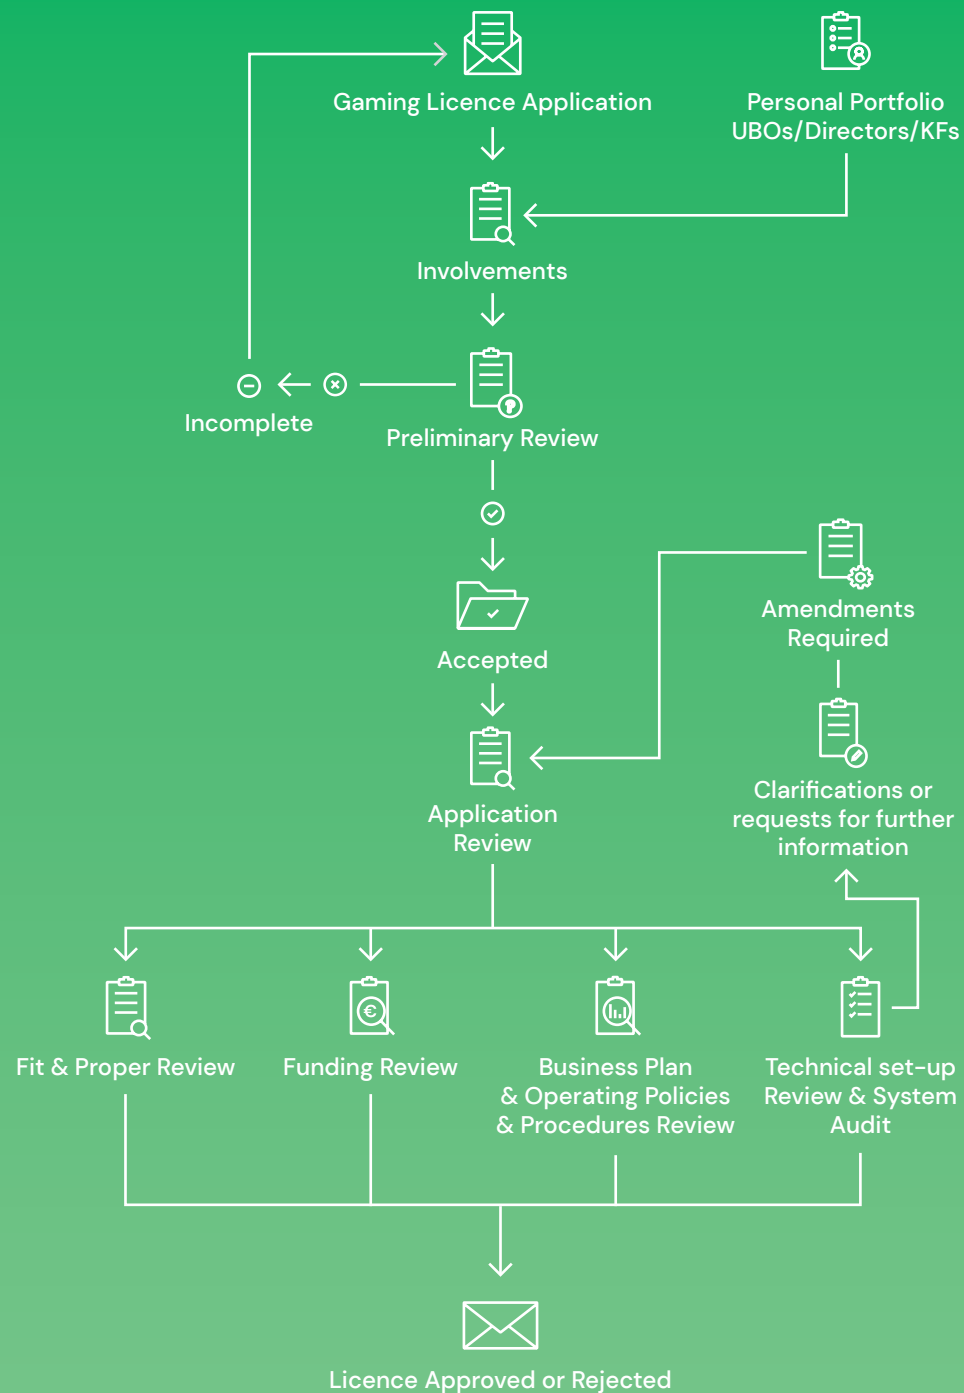 Gaming Licence Application
Personal Portfolio
UBOs/Directors/KFs
Involvements
Incomplete
Preliminary Review
Accepted
Amendments
Required
Application
Review
Clarifications or
requests for further
information
Fit & Proper Review
€
Funding Review
Business Plan
& Operating Policies
& Procedures Review
Technical set-up
Review & System
Audit
Licence Approved or Rejected